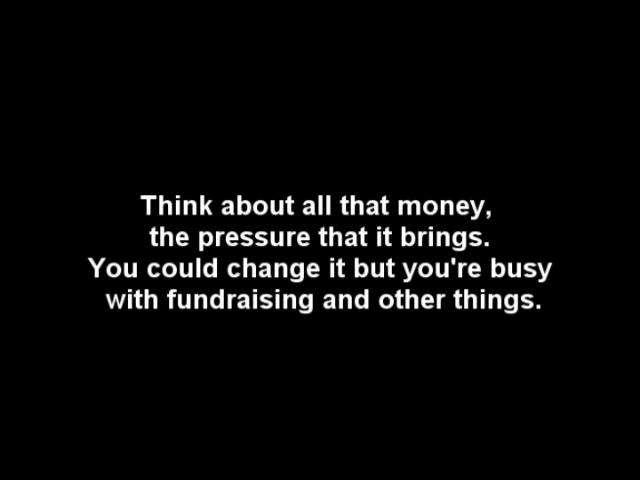 Think about all that money,
the pressure that it brings.
You could change it but you're busy
with fundraising and other things.